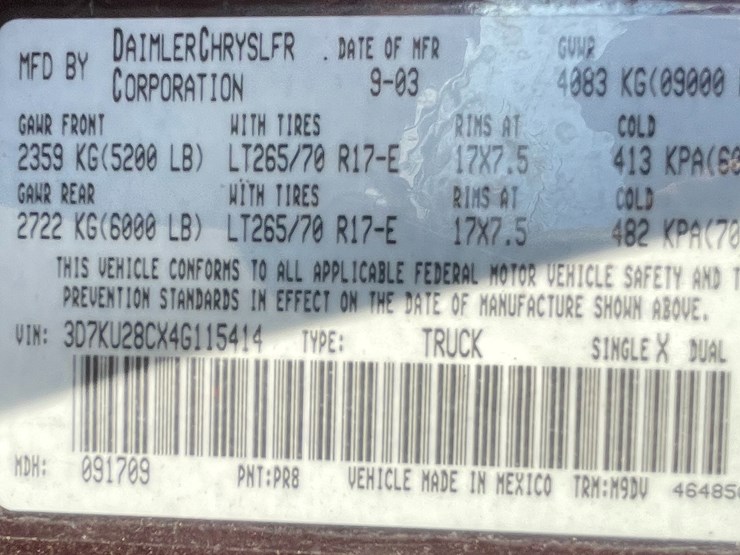 MFD BY DAIMLERCHRYSLER CORPORATION . DATE OF MFR 9-03 GVWR 4083 KG(09000
GAWR FRONT WITH TIRES RIMS AT COLD
2359 KG(5200 LB) LT265/70 R17-E 17X7.5 413 KPA(60
GAWR REAR WITH TIRES RIMS AT COLD
2722 KG(6000 LB) LT265/70 R17-E 17X7.5 482 KPA(70
THIS VEHICLE CONFORMS TO ALL APPLICABLE FEDERAL MOTOR VEHICLE SAFETY AND T
PREVENTION STANDARDS IN EFFECT ON THE DATE OF MANUFACTURE SHOWN ABOVE.
VIN: 3D7KU28CX4G115414 TYPE: TRUCK SINGLE X DUAL
MDH: 091709 PNT:PR8 VEHICLE MADE IN MEXICO TRM:M9DV 46485